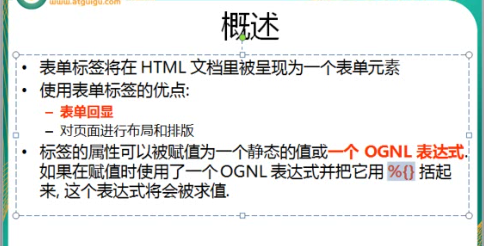 www.atguigu.com
概述
• 表单标签将在 HTML 文档里被呈现为一个表单元素
• 使用表单标签的优点:
– 表单回显
– 对页面进行布局和排版
• 标签的属性可以被赋值为一个静态的值或一个 OGNL 表达式.
如果在赋值时使用了一个 OGNL 表达式并把它用 %{} 括起
来, 这个表达式将会被求值.